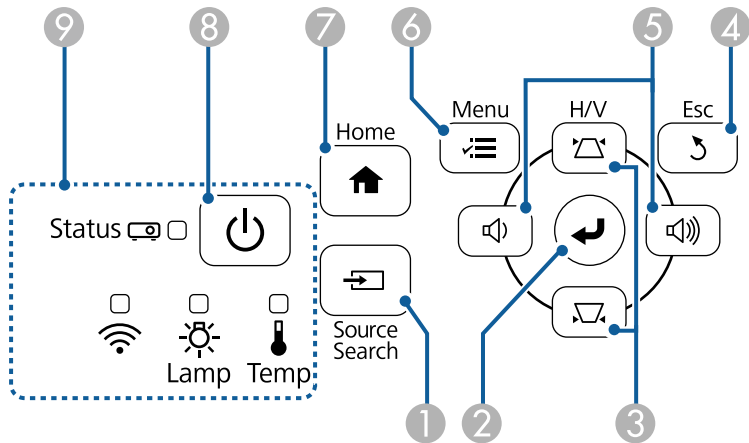 9 8 7 6 5 4
Menu H/V Esc
Home
Status
Source
Search
Lamp Temp
1 2 3